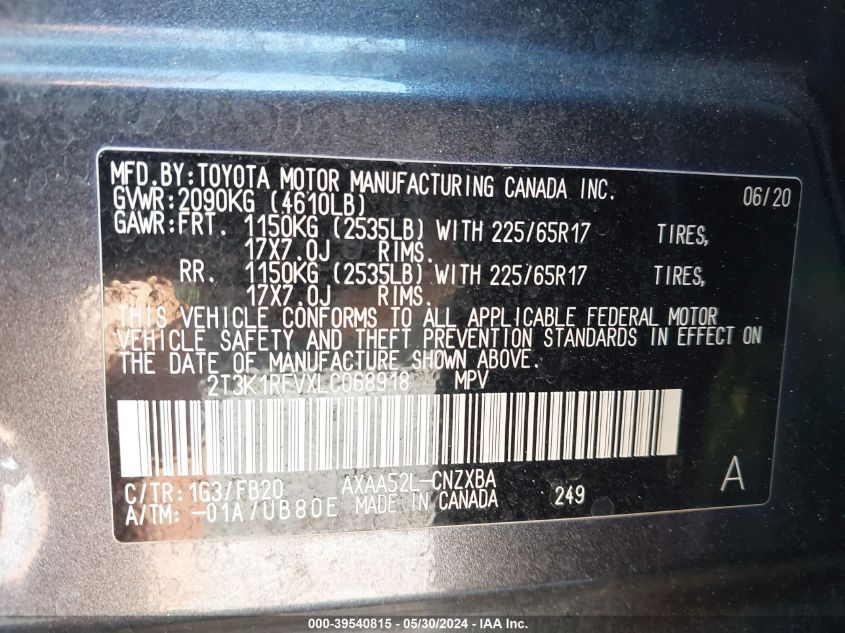 MFD.BY:TOYOTA MOTOR MANUFACTURING CANADA INC. 06/20
GVWR:2090KG (4610LB)
GAWR:FRT. 1150KG (2535LB) WITH 225/65R17 TIRES,
17X7.0J RIMS.
RR. 1150KG (2535LB) WITH 225/65R17 TIRES,
17X7.0J RIMS.
THIS VEHICLE CONFORMS TO ALL APPLICABLE FEDERAL MOTOR
VEHICLE SAFETY AND THEFT PREVENTION STANDARDS IN EFFECT ON
THE DATE OF MANUFACTURE SHOWN ABOVE.
2T3K1RFVXLC068918 MPV
C/TR:1G3/FB20 AXAA52L-CNZXBA A
A/TM:-01A/UB80E MADE IN CANADA 249
000-39540815 - 05/30/2024 - IAA Inc.